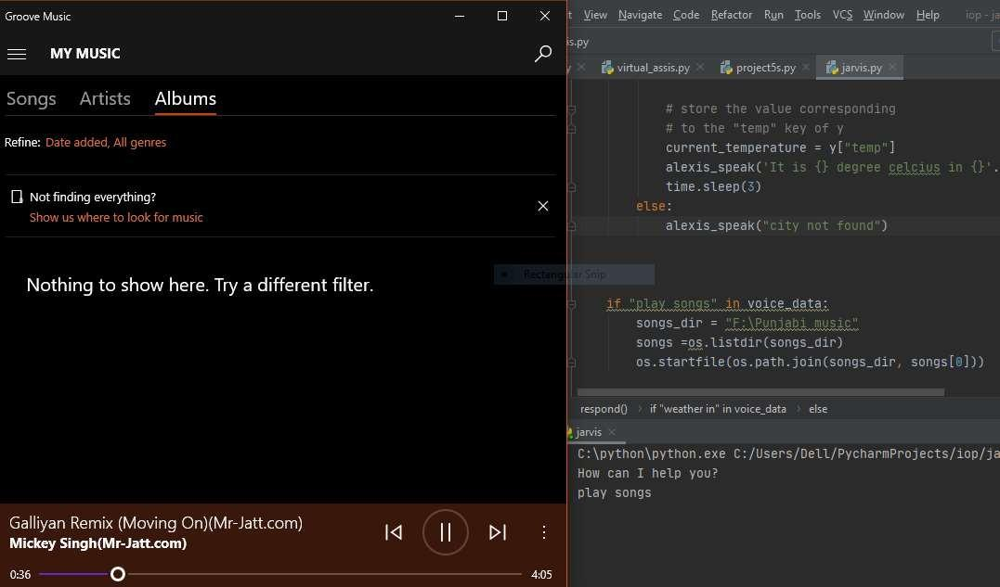 Groove Music
MY MUSIC
Songs Artists Albums
Refine: Date added, All genres
Not finding everything?
Show us where to look for music
Nothing to show here. Try a different filter.
Galliyan Remix (Moving On)(Mr-Jatt.com)
Mickey Singh(Mr-Jatt.com)
0:36 4:05
View Navigate Code Refactor Run Tools VCS Window Help iop - ja
is.py
y virtual_assis.py project5s.py jarvis.py
# store the value corresponding
# to the "temp" key of y
current_temperature = y["temp"]
alexis_speak('It is {} degree celcius in {}'.
time.sleep(3)
else:
alexis_speak("city not found")
Rectangular Snip
if "play songs" in voice_data:
songs_dir = "F:\Punjabi music"
songs =os.listdir(songs_dir)
os.startfile(os.path.join(songs_dir, songs[0]))
respond() › if "weather in" in voice_data › else
jarvis
C:\python\python.exe C:/Users/Dell/PycharmProjects/iop/ja
How can I help you?
play songs